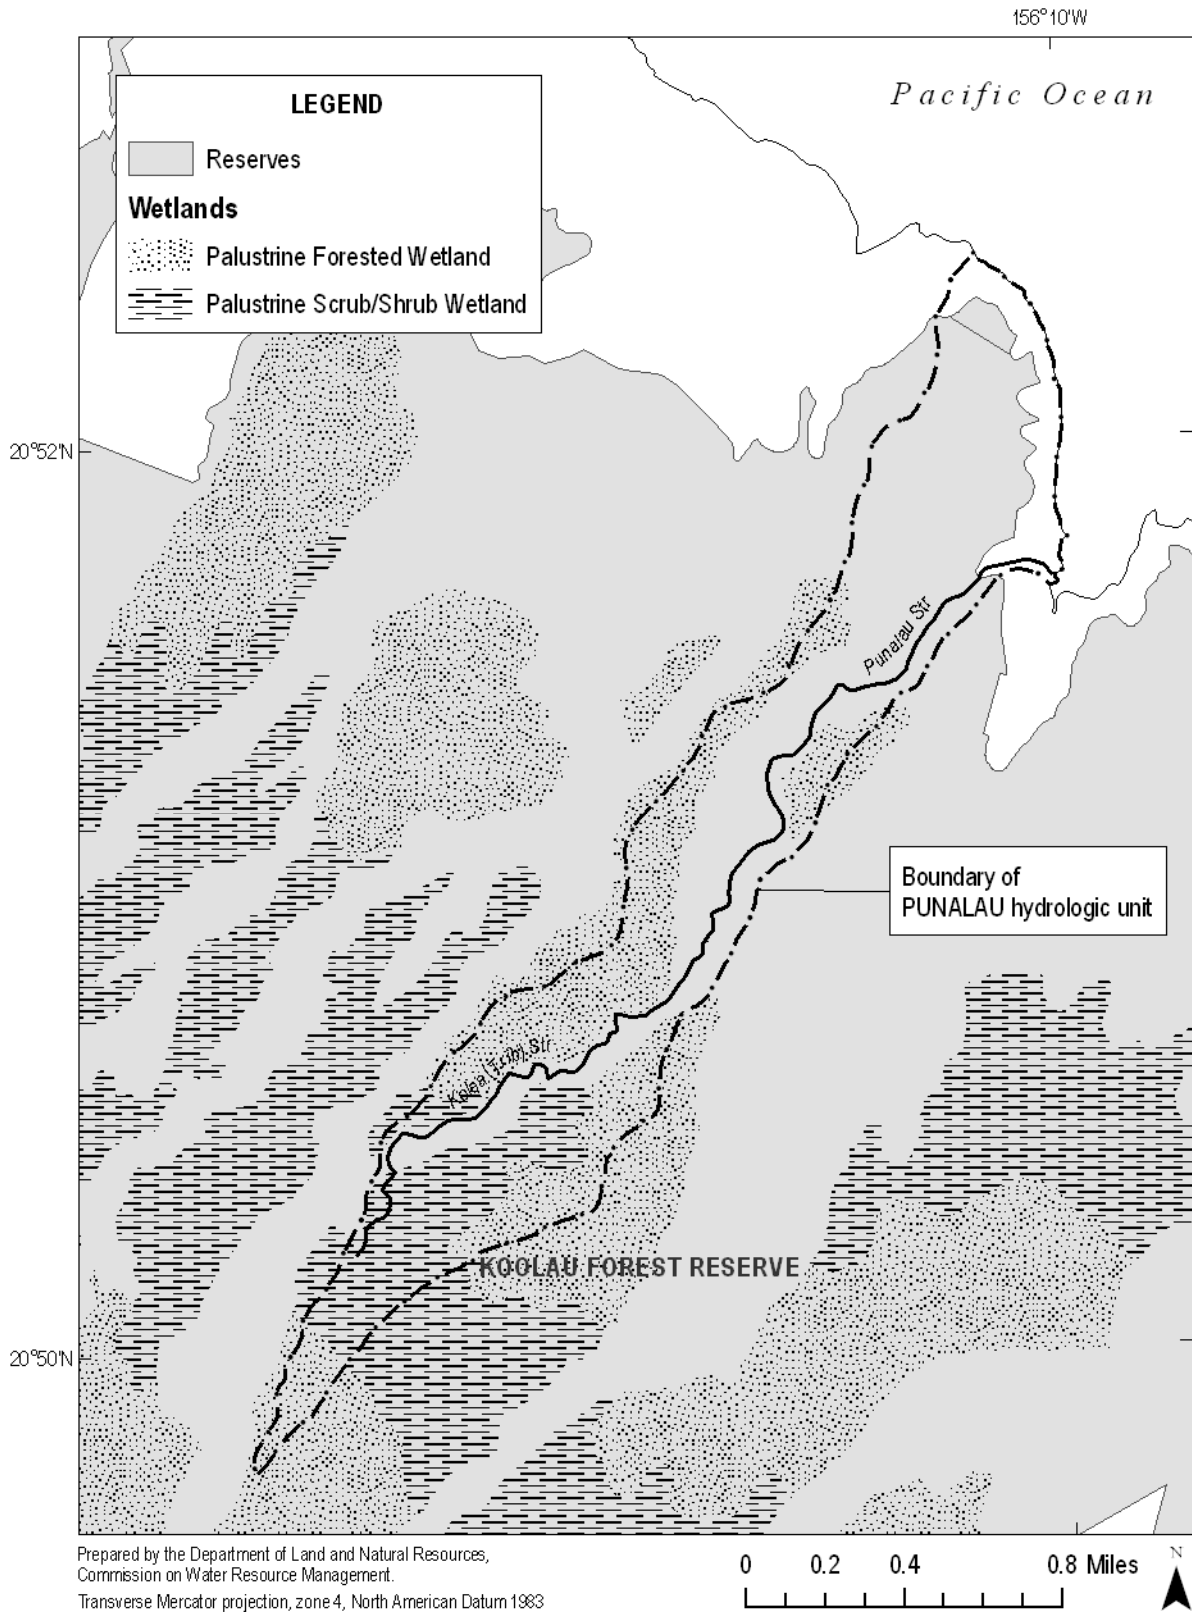 156°10'W
Pacific Ocean
LEGEND
Reserves
Wetlands
Palustrine Forested Wetland
Palustrine Scrub/Shrub Wetland
20°52'N
Punalau Str
Boundary of
PUNALAU hydrologic unit
Kolea (Trib) Str
KOOLAU FOREST RESERVE
20°50'N
Prepared by the Department of Land and Natural Resources,
Commission on Water Resource Management.
Transverse Mercator projection, zone 4, North American Datum 1983
0 0.2 0.4 0.8 Miles
N